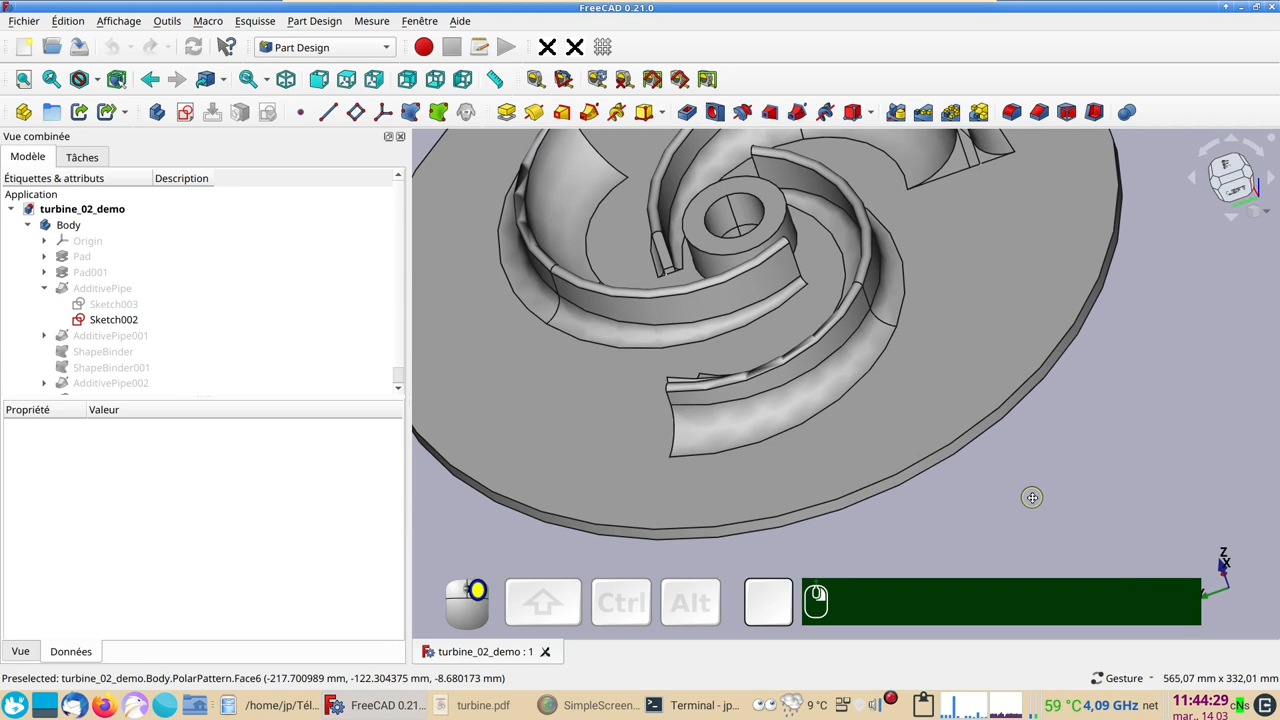 FreeCAD 0.21.0
Fichier Édition Affichage Outils Macro Esquisse Part Design Mesure Fenêtre Aide
Part Design
Vue combinée
Modèle Tâches
Étiquettes & attributs Description
Application
turbine_02_demo
Body
Origin
Pad
Pad001
AdditivePipe
Sketch003
Sketch002
AdditivePipe001
ShapeBinder
ShapeBinder001
AdditivePipe002
Propriété Valeur
Z
X
Ctrl Alt
Vue Données
turbine_02_demo : 1
Preselected: turbine_02_demo.Body.PolarPattern.Face6 (-217.700989 mm, -122.304375 mm, -8.680173 mm)
Gesture 565,07 mm x 332,01 mm
/home/jp/Tél... FreeCAD 0.21.... turbine.pdf SimpleScreen... Terminal - jp... 9 °C 59 °C 4,09 GHz net 11:44:29
mar., 14 03